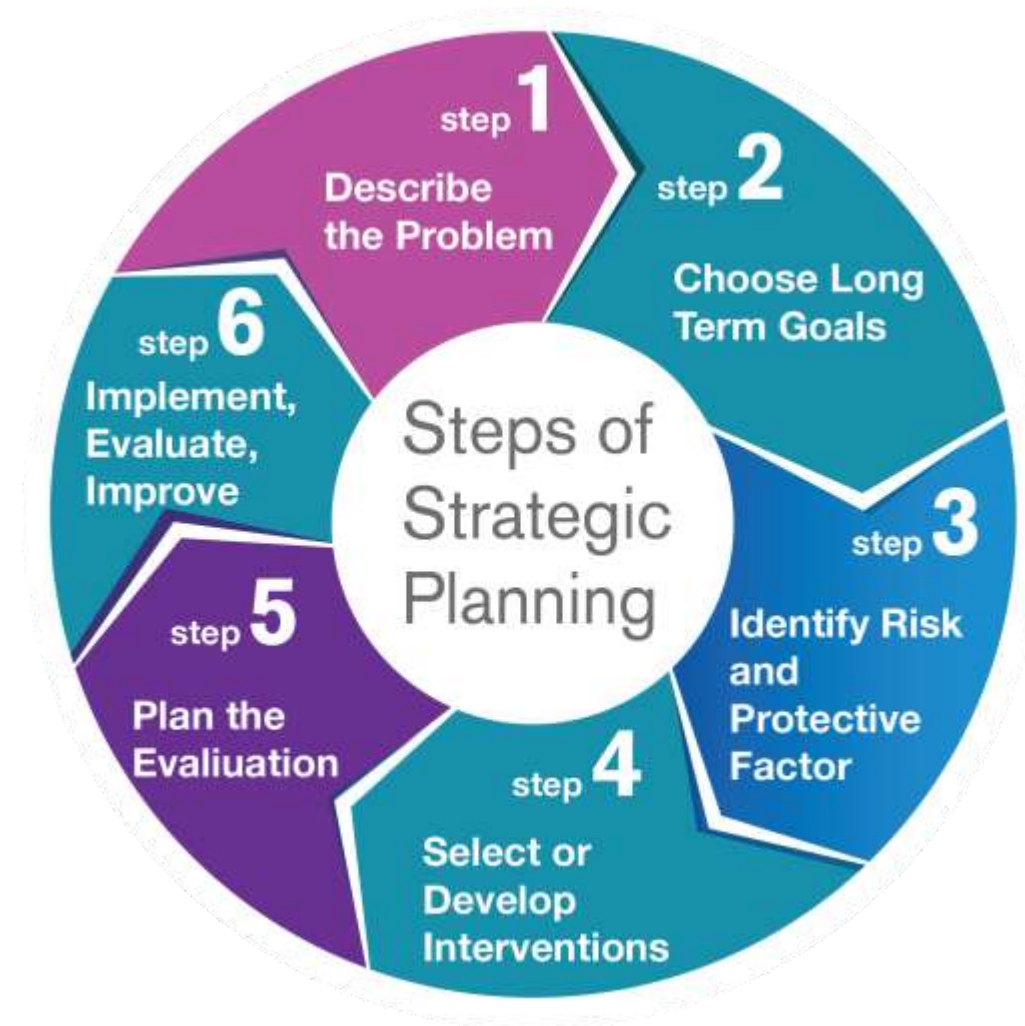 step 1
Describe
the Problem
step 2
Choose Long
Term Goals
step 3
Identify Risk
and
Protective
Factor
step 4
Select or
Develop
Interventions
step 5
Plan the
Evaliuation
step 6
Implement,
Evaluate,
Improve
Steps of
Strategic
Planning